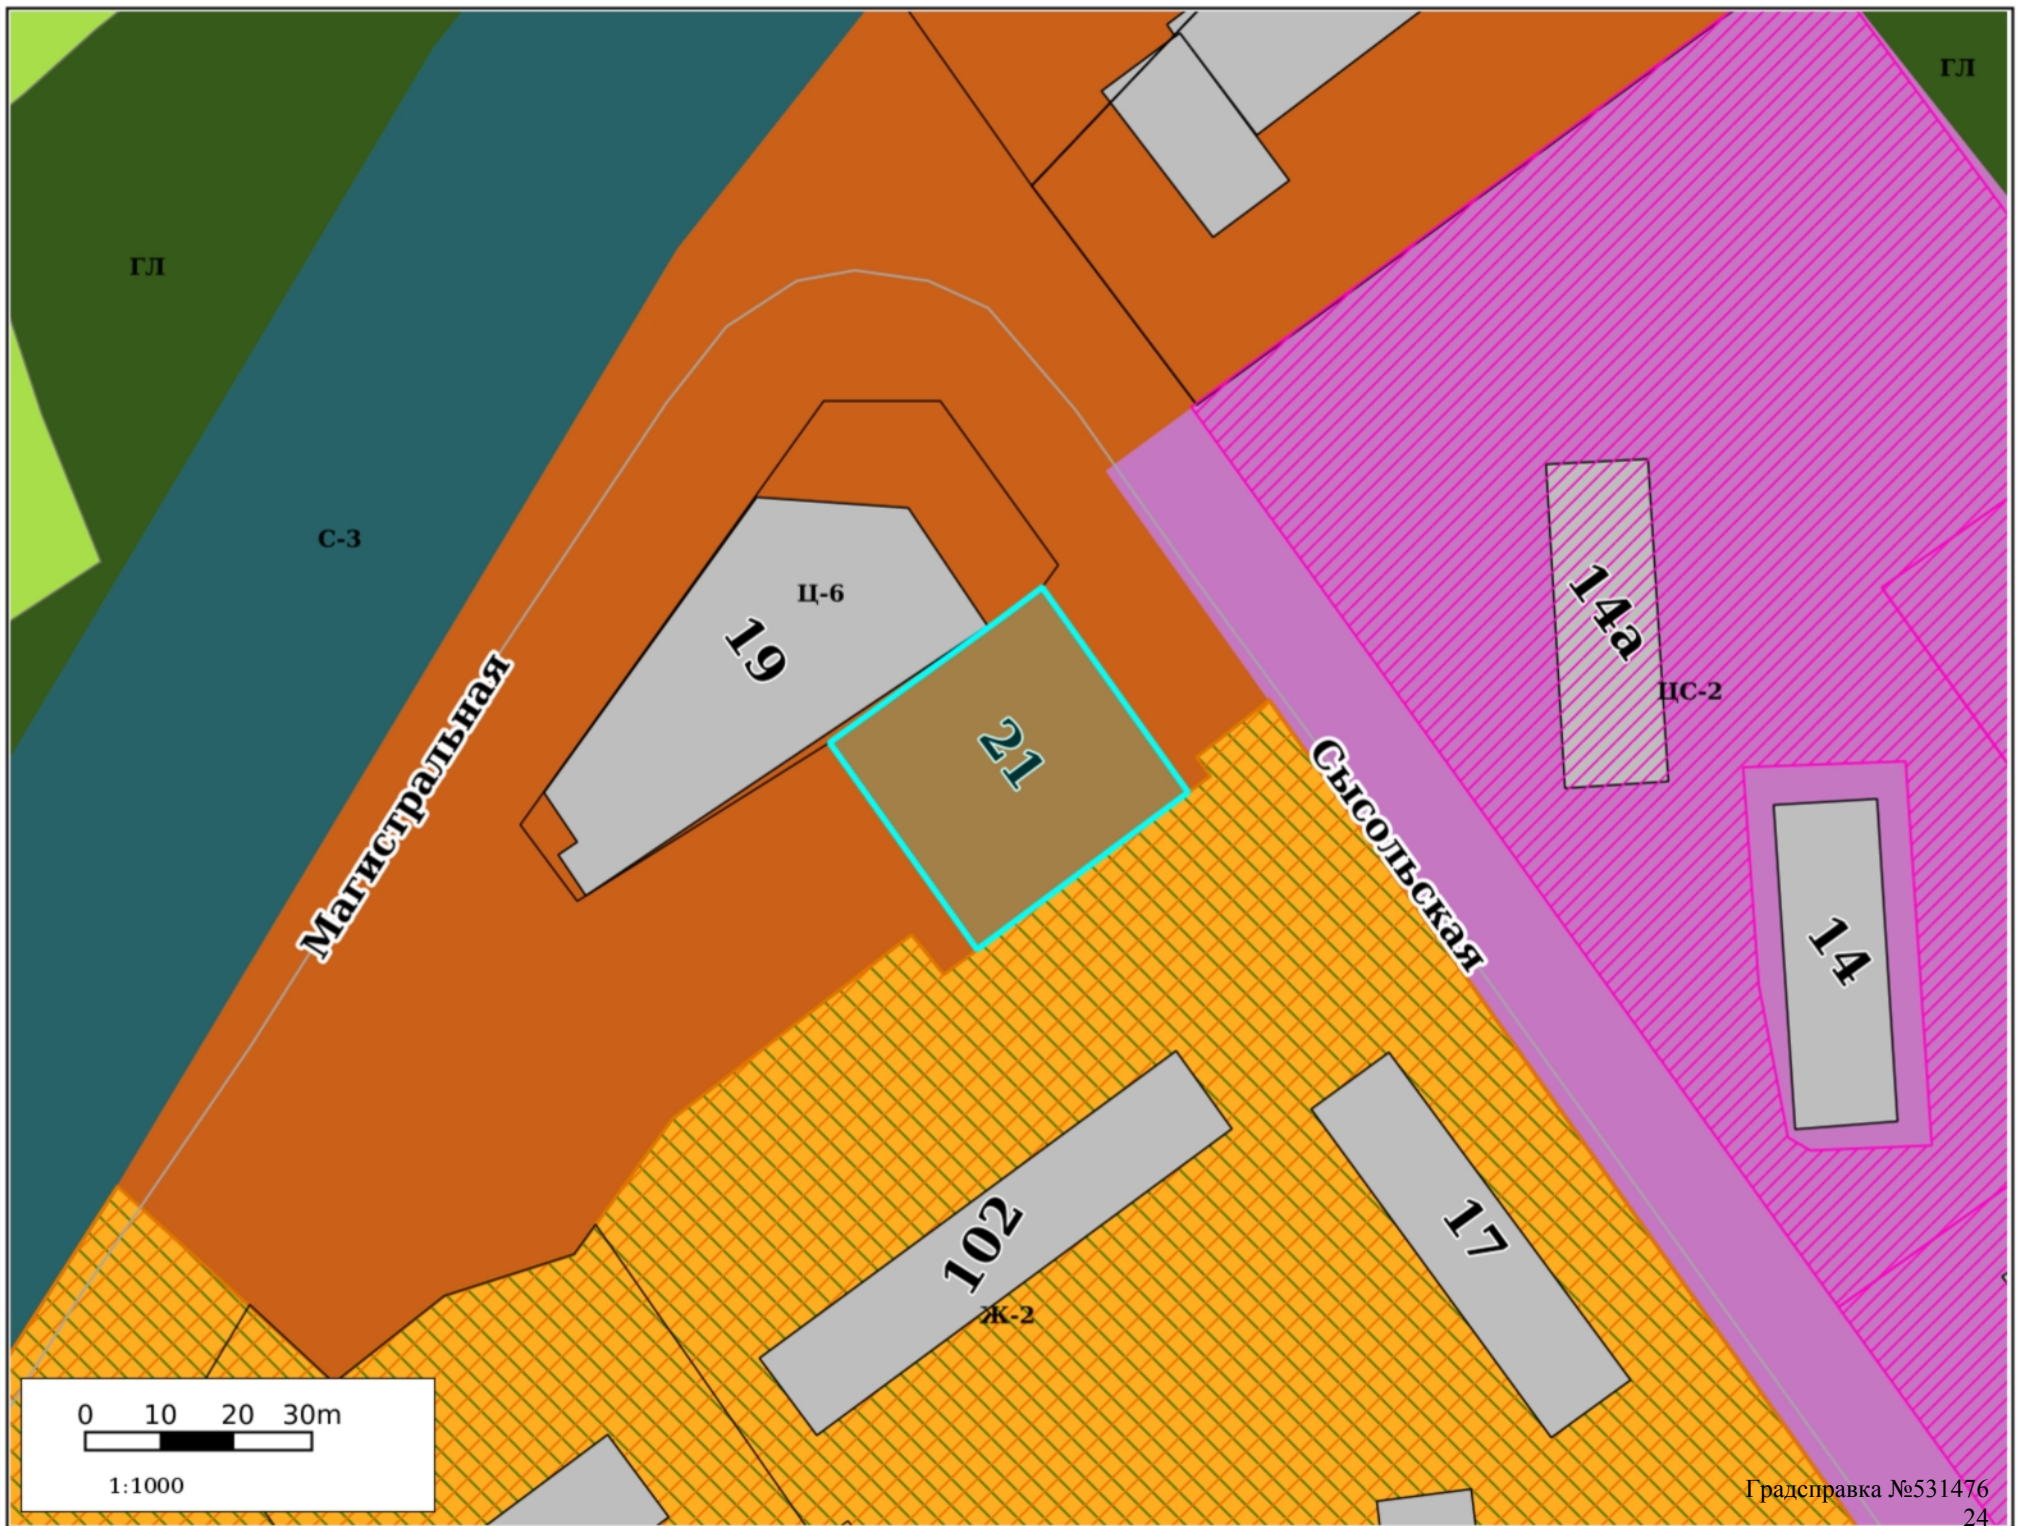 ГЛ
ГЛ
С-3
Ц-6
19
14а
ЦС-2
21
Магистральная
Сысольская
14
102
17
Ж-2
0 10 20 30m
1:1000
Градсправка №531476
24